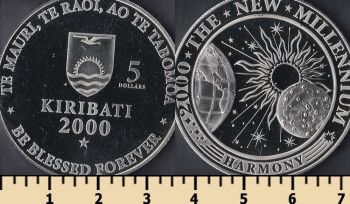 TE MAURI, TE RAOI, AO TE TABOMOA
5
DOLLARS
KIRIBATI
2000
BE BLESSED FOREVER
2000 · THE · NEW · MILLENNIUM
HARMONY
1 2 3 4 5 6 7